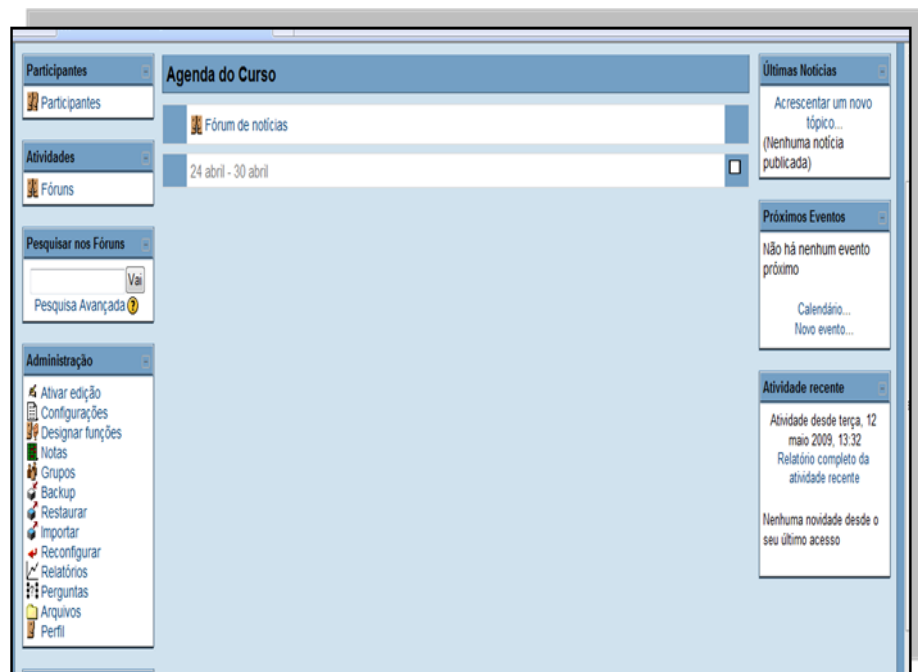 Participantes
Participantes
Atividades
Fóruns
Pesquisar nos Fóruns
Vai
Pesquisa Avançada ?
Administração
Ativar edição
Configurações
Designar funções
Notas
Grupos
Backup
Restaurar
Importar
Reconfigurar
Relatórios
Perguntas
Arquivos
Perfil
Agenda do Curso
Fórum de notícias
24 abril - 30 abril
Últimas Noticias
Acrescentar um novo
tópico...
(Nenhuma notícia
publicada)
Próximos Eventos
Não há nenhum evento
próximo
Calendário...
Novo evento...
Atividade recente
Atividade desde terça, 12
maio 2009, 13:32
Relatório completo da
atividade recente
Nenhuma novidade desde o
seu último acesso